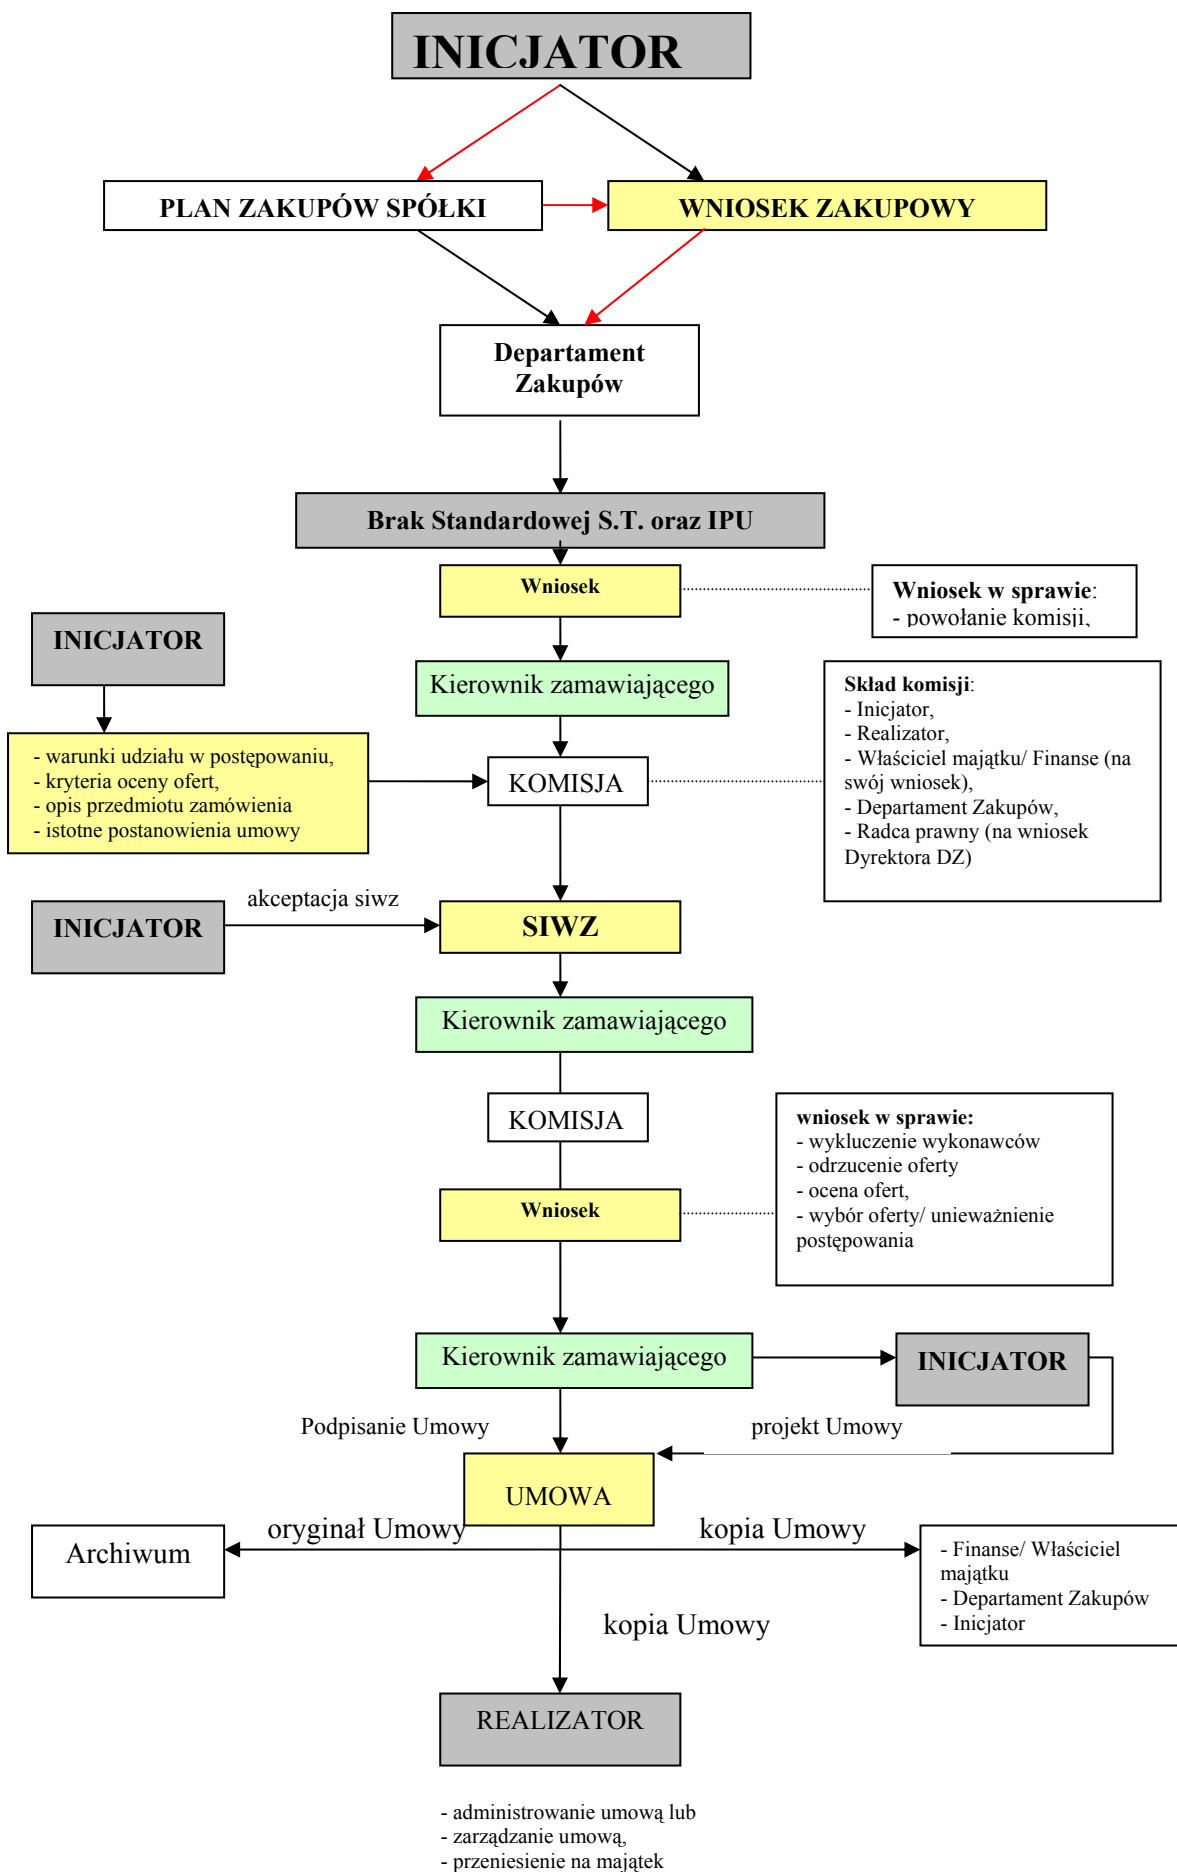 INICJATOR
PLAN ZAKUPÓW SPÓŁKI
WNIOSEK ZAKUPOWY
Departament
Zakupów
Brak Standardowej S.T. oraz IPU
Wniosek
Wniosek w sprawie:
- powołanie komisji,
INICJATOR
Kierownik zamawiającego
Skład komisji:
- Inicjator,
- Realizator,
- Właściciel majątku/ Finanse (na
swój wniosek),
- Departament Zakupów,
- Radca prawny (na wniosek
Dyrektora DZ)
- warunki udziału w postępowaniu,
- kryteria oceny ofert,
- opis przedmiotu zamówienia
- istotne postanowienia umowy
KOMISJA
INICJATOR
akceptacja siwz
SIWZ
Kierownik zamawiającego
KOMISJA
wniosek w sprawie:
- wykluczenie wykonawców
- odrzucenie oferty
- ocena ofert,
- wybór oferty/ unieważnienie
postępowania
Wniosek
Kierownik zamawiającego
INICJATOR
Podpisanie Umowy
projekt Umowy
UMOWA
oryginał Umowy
kopia Umowy
Archiwum
- Finanse/ Właściciel
majątku
- Departament Zakupów
- Inicjator
kopia Umowy
REALIZATOR
- administrowanie umową lub
- zarządzanie umową,
- przeniesienie na majątek